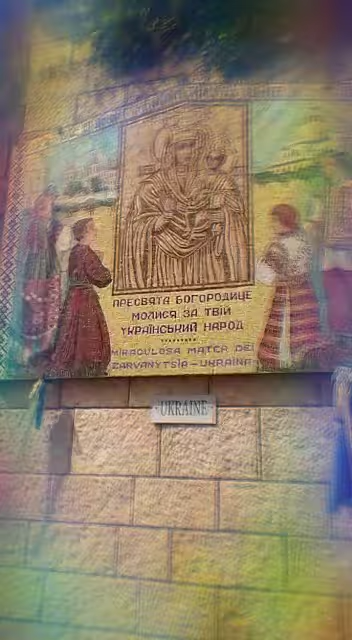 ПРЕСВЯТА БОГОРОДИЦЕ
МОЛИСЯ ЗА ТВІЙ
УКРАЇНСЬКИЙ НАРОД
MIRACULOSA MATER DEI
ZARVANYTSIA - UKRAINA
UKRAINE